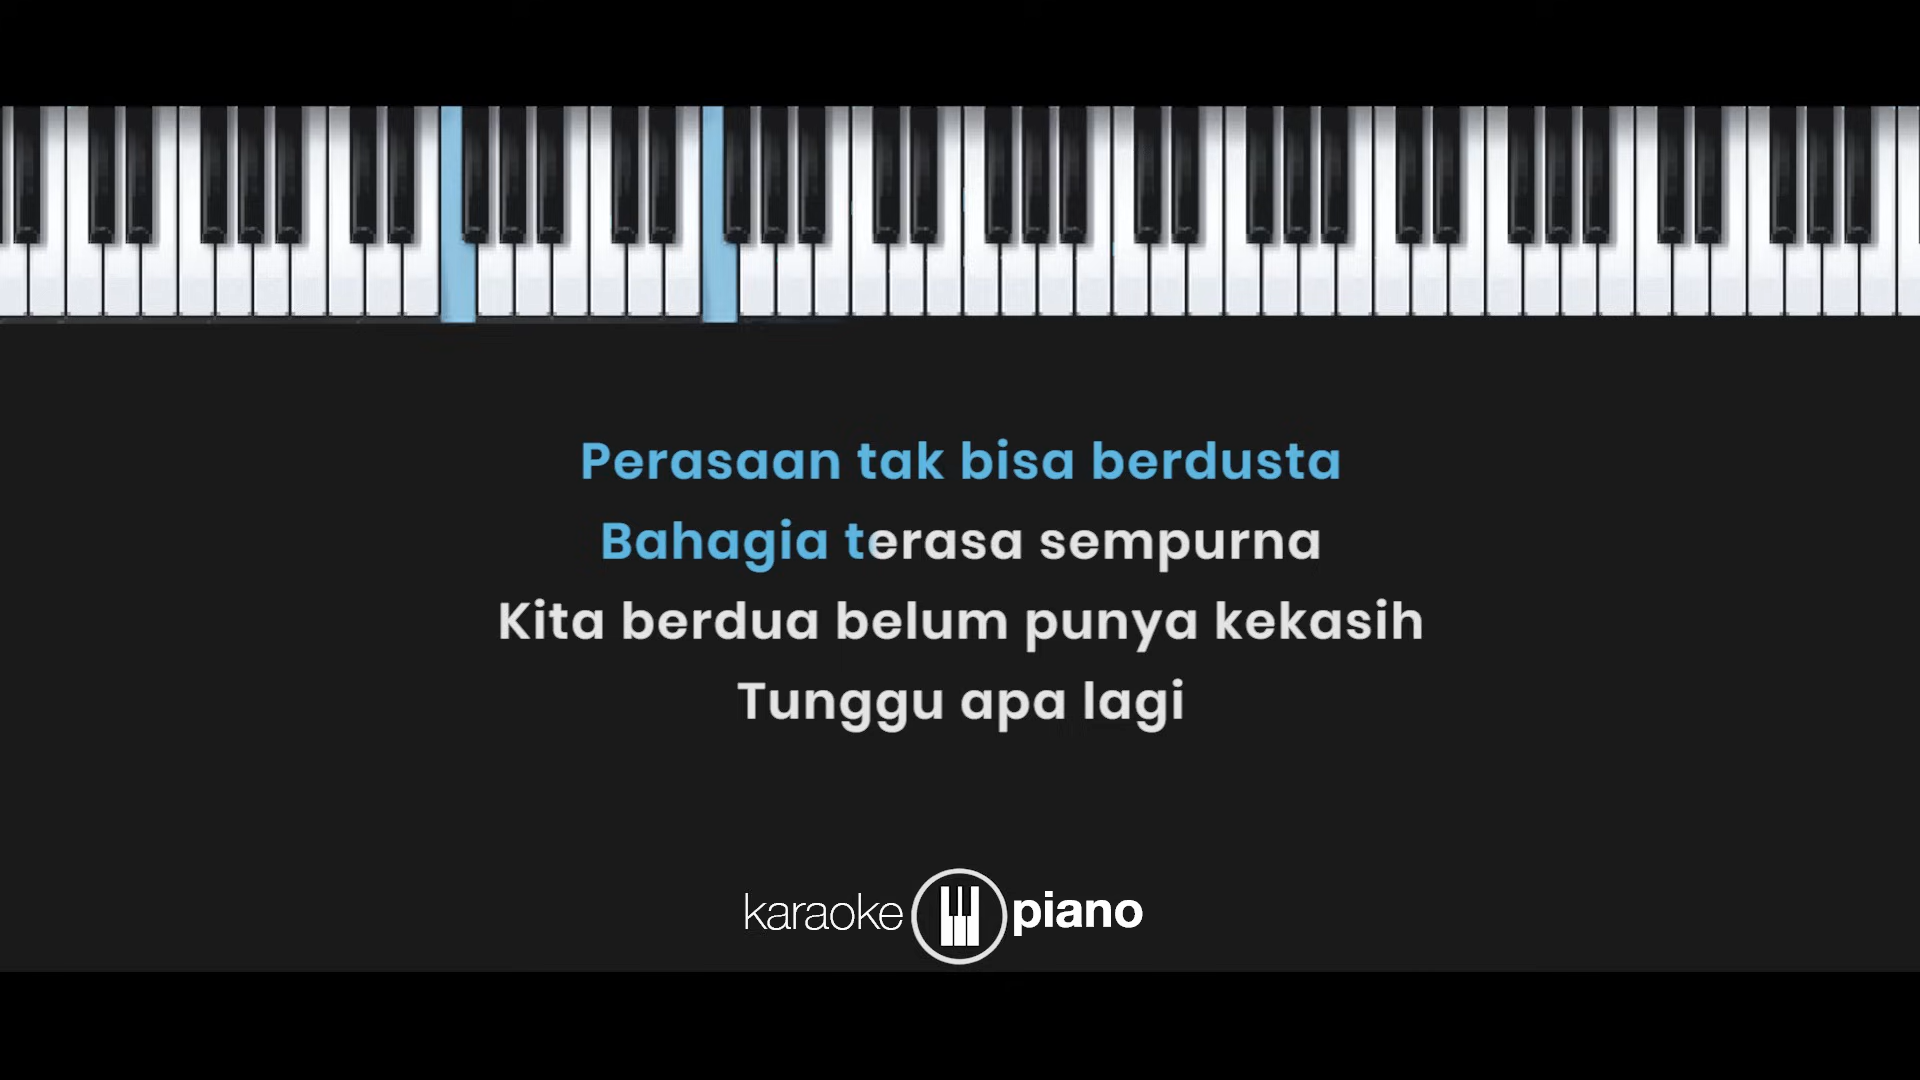 Perasaan tak bisa berdusta
Bahagia terasa sempurna
Kita berdua belum punya kekasih
Tunggu apa lagi
karaoke piano